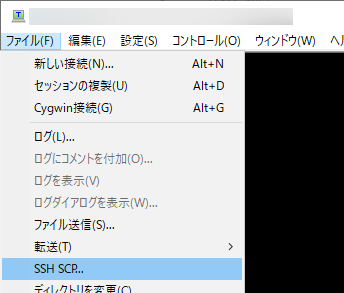 ファイル(F) 編集(E) 設定(S) コントロール(O) ウィンドウ(W) ヘル
新しい接続(N)... Alt+N
セッションの複製(U) Alt+D
Cygwin接続(G) Alt+G
ログ(L)...
ログにコメントを付加(O)...
ログを表示(V)
ログダイアログを表示(W)...
ファイル送信(S)...
転送(T)
SSH SCP...
ディレクトリを変更(C)...